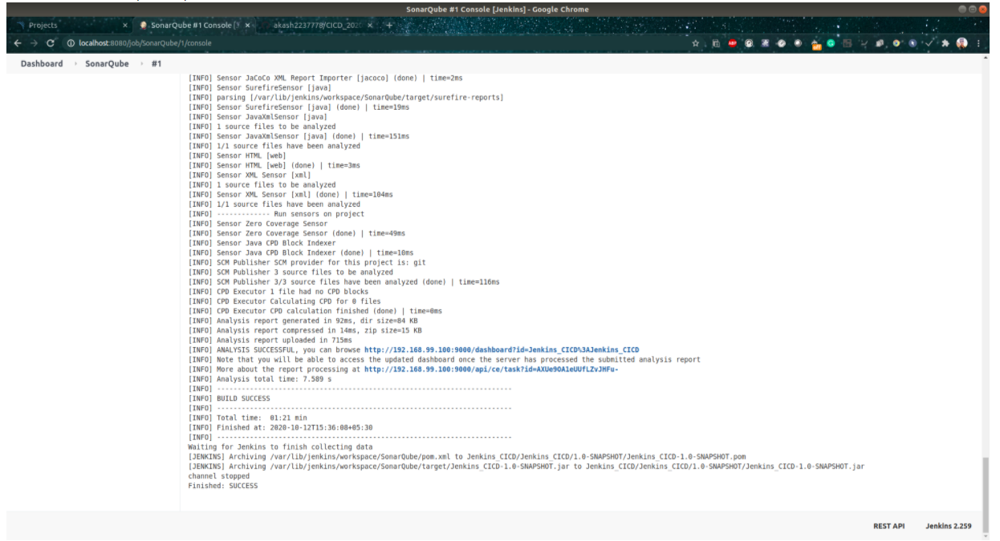 SonarQube #1 Console [Jenkins] - Google Chrome
Projects
SonarQube #1 Console [
akash2237778/CICD_202
localhost:8080/job/SonarQube/1/console
Dashboard
SonarQube
#1
[INFO] Sensor JaCoCo XML Report Importer [jacoco] (done) | time=2ms
[INFO] Sensor SurefireSensor [java]
[INFO] parsing [/var/lib/jenkins/workspace/SonarQube/target/surefire-reports]
[INFO] Sensor SurefireSensor [java] (done) | time=19ms
[INFO] Sensor JavaXmlSensor [java]
[INFO] 1 source files to be analyzed
[INFO] Sensor JavaXmlSensor [java] (done) | time=151ms
[INFO] 1/1 source files have been analyzed
[INFO] Sensor HTML [web]
[INFO] Sensor HTML [web] (done) | time=3ms
[INFO] Sensor XML Sensor [xml]
[INFO] 1 source files to be analyzed
[INFO] Sensor XML Sensor [xml] (done) | time=104ms
[INFO] 1/1 source files have been analyzed
[INFO] ------------- Run sensors on project
[INFO] Sensor Zero Coverage Sensor
[INFO] Sensor Zero Coverage Sensor (done) | time=49ms
[INFO] Sensor Java CPD Block Indexer
[INFO] Sensor Java CPD Block Indexer (done) | time=10ms
[INFO] SCM Publisher SCM provider for this project is: git
[INFO] SCM Publisher 3 source files to be analyzed
[INFO] SCM Publisher 3/3 source files have been analyzed (done) | time=116ms
[INFO] CPD Executor 1 file had no CPD blocks
[INFO] CPD Executor Calculating CPD for 0 files
[INFO] CPD Executor CPD calculation finished (done) | time=0ms
[INFO] Analysis report generated in 92ms, dir size=84 KB
[INFO] Analysis report compressed in 14ms, zip size=15 KB
[INFO] Analysis report uploaded in 715ms
[INFO] ANALYSIS SUCCESSFUL, you can browse http://192.168.99.100:9000/dashboard?id=Jenkins_CICD%3AJenkins_CICD
[INFO] Note that you will be able to access the updated dashboard once the server has processed the submitted analysis report
[INFO] More about the report processing at http://192.168.99.100:9000/api/ce/task?id=AXUe9OA1eUUfLZvJHFu-
[INFO] Analysis total time: 7.589 s
[INFO] ------------------------------------------------------------------------
[INFO] BUILD SUCCESS
[INFO] ------------------------------------------------------------------------
[INFO] Total time:  01:21 min
[INFO] Finished at: 2020-10-12T15:36:08+05:30
[INFO] ------------------------------------------------------------------------
Waiting for Jenkins to finish collecting data
[JENKINS] Archiving /var/lib/jenkins/workspace/SonarQube/pom.xml to Jenkins_CICD/Jenkins_CICD/1.0-SNAPSHOT/Jenkins_CICD-1.0-SNAPSHOT.pom
[JENKINS] Archiving /var/lib/jenkins/workspace/SonarQube/target/Jenkins_CICD-1.0-SNAPSHOT.jar to Jenkins_CICD/Jenkins_CICD/1.0-SNAPSHOT/Jenkins_CICD-1.0-SNAPSHOT.jar
channel stopped
Finished: SUCCESS
REST API
Jenkins 2.259